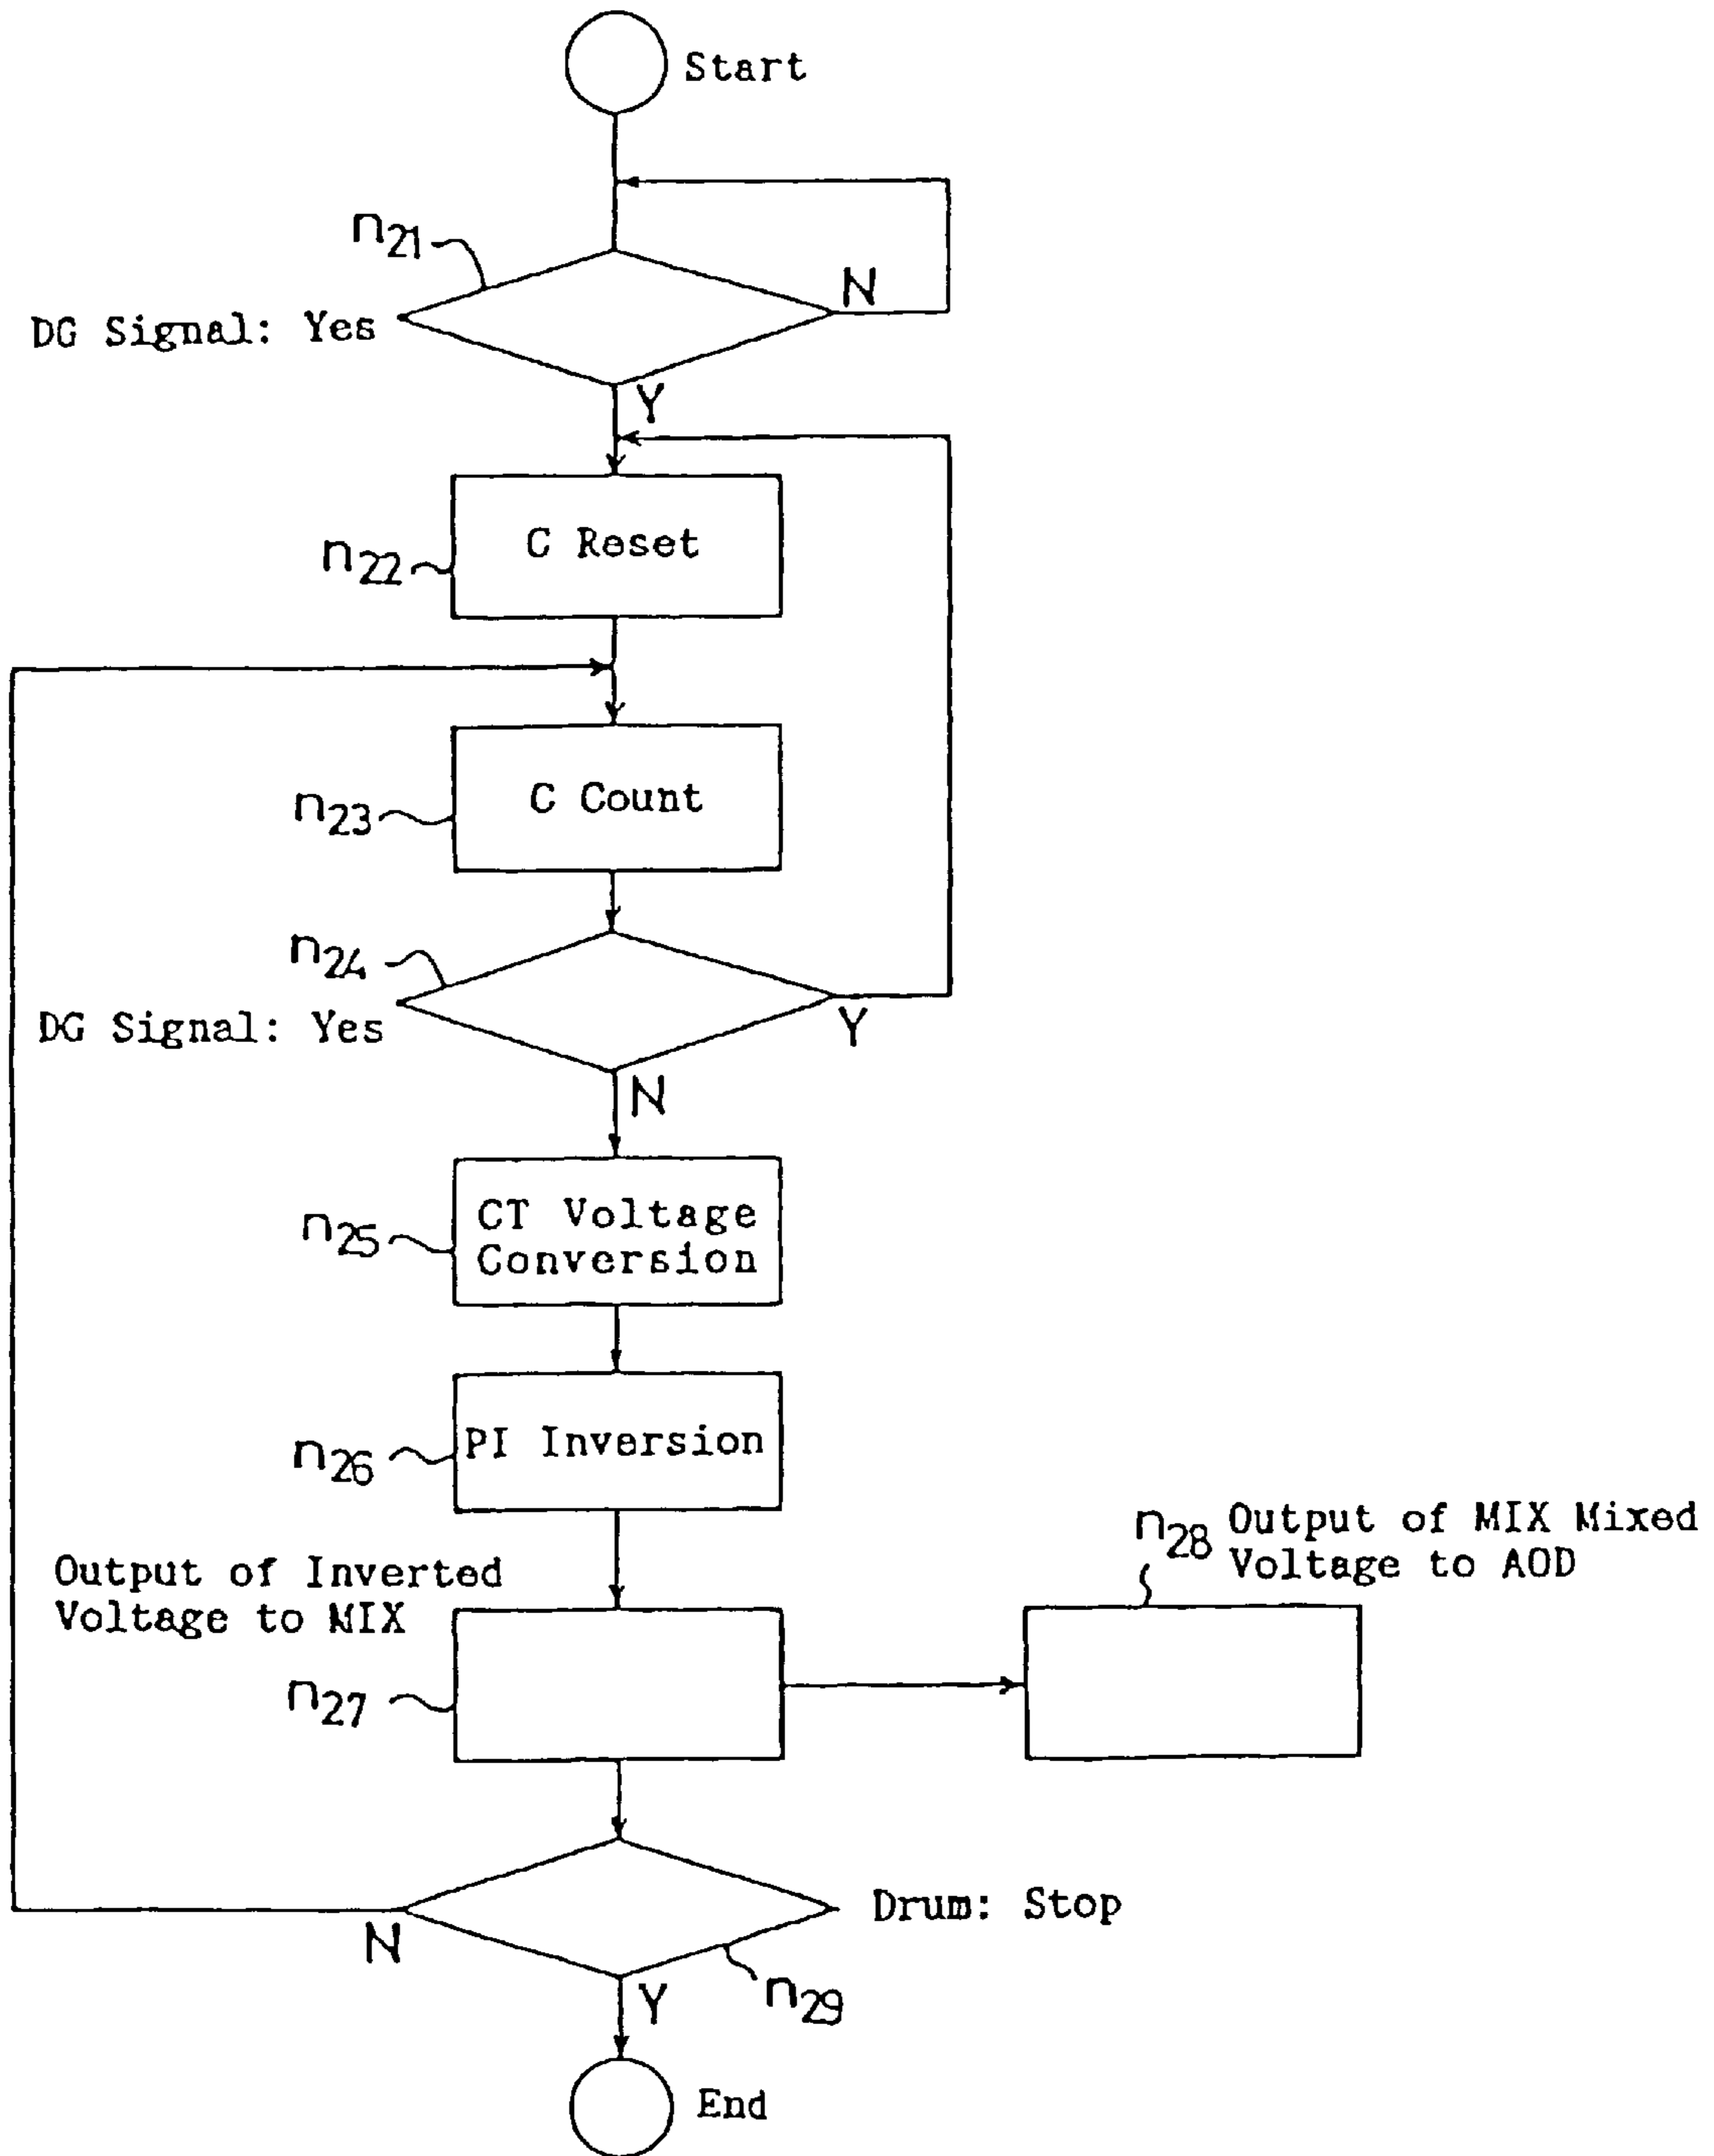 Start
n21
N
DG Signal: Yes
Y
C Reset
n22
C Count
n23
n24
DG Signal: Yes
Y
N
CT Voltage
Conversion
n25
PI Inversion
n26
n28
Output of MIX Mixed
Voltage to AOD
Output of Inverted
Voltage to MIX
n27
Drum: Stop
N
Y
n29
End